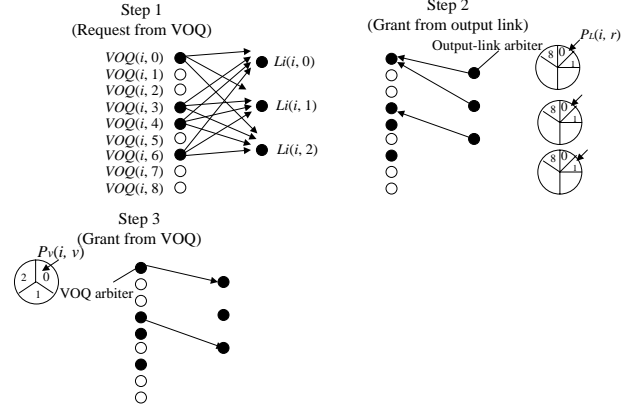 Step 1
(Request from VOQ)
VOQ(i, 0)
VOQ(i, 1)
VOQ(i, 2)
VOQ(i, 3)
VOQ(i, 4)
VOQ(i, 5)
VOQ(i, 6)
VOQ(i, 7)
VOQ(i, 8)
Li(i, 0)
Li(i, 1)
Li(i, 2)
Step 2
(Grant from output link)
Output-link arbiter
PL(i, r)
8 0 1
8 0 1
8 0 1
Step 3
(Grant from VOQ)
PV(i, v)
2 0
1
VOQ arbiter